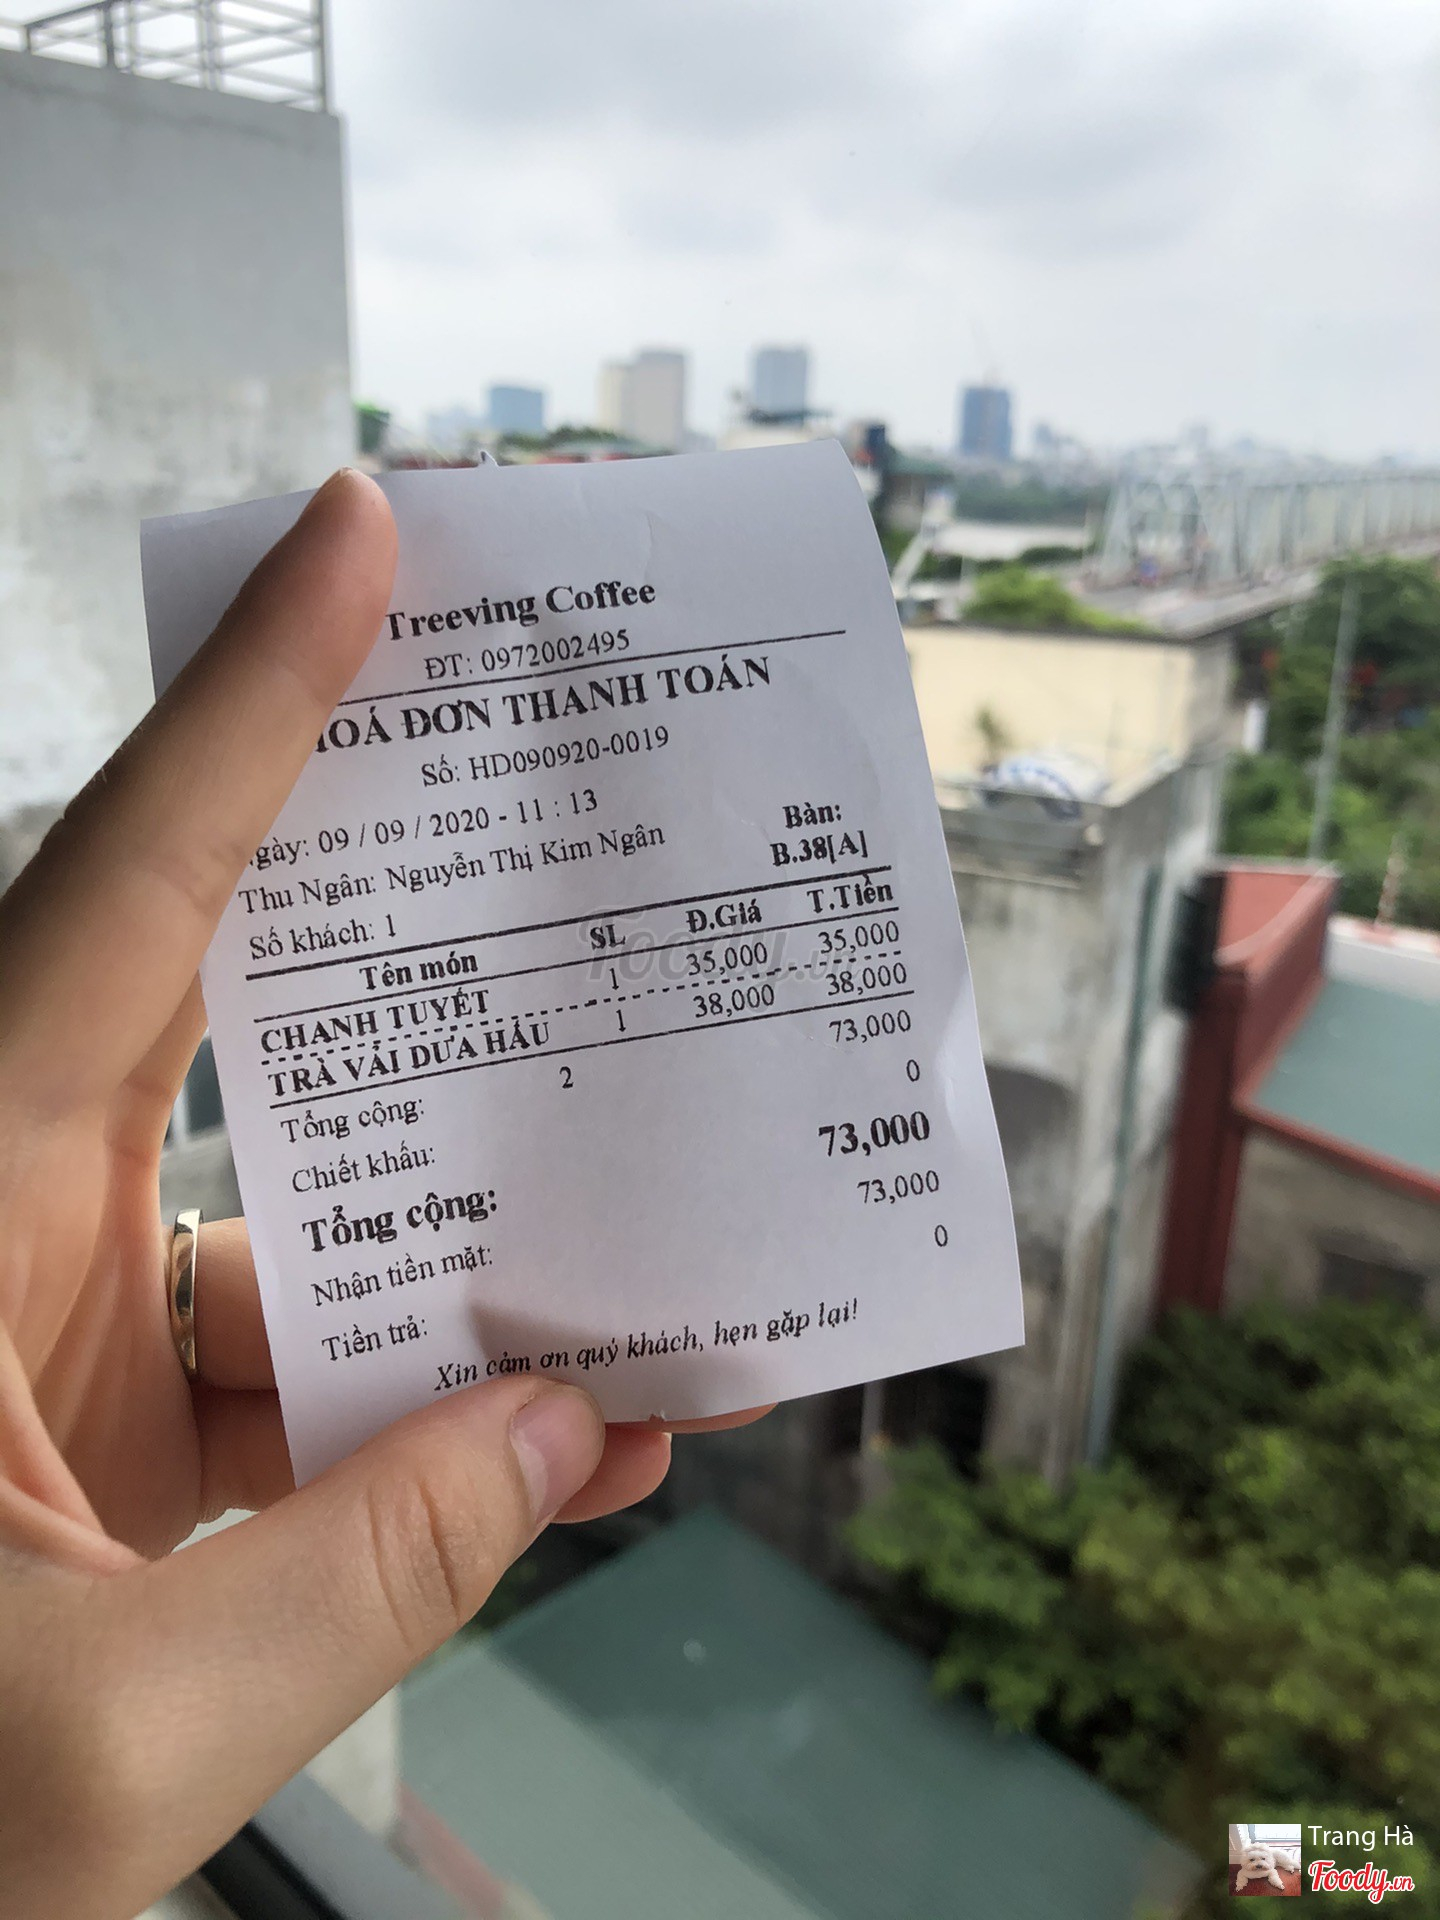 Treeving Coffee
ĐT: 0972002495
HOÁ ĐƠN THANH TOÁN
Số: HD090920-0019
Ngày: 09 / 09 / 2020 - 11 : 13
Bàn:
Thu Ngân: Nguyễn Thị Kim Ngân
B.38[A]
Số khách: 1
Tên món SL Đ.Giá T.Tiền
CHANH TUYẾT 1 35,000 35,000
TRÀ VẢI DƯA HẤU 1 38,000 38,000
Tổng cộng: 2 73,000
Chiết khấu: 0
Tổng cộng: 73,000
Nhận tiền mặt: 73,000
Tiền trả: 0
Xin cảm ơn quý khách, hẹn gặp lại!
Foody.vn
Trang Hà
Foody.vn